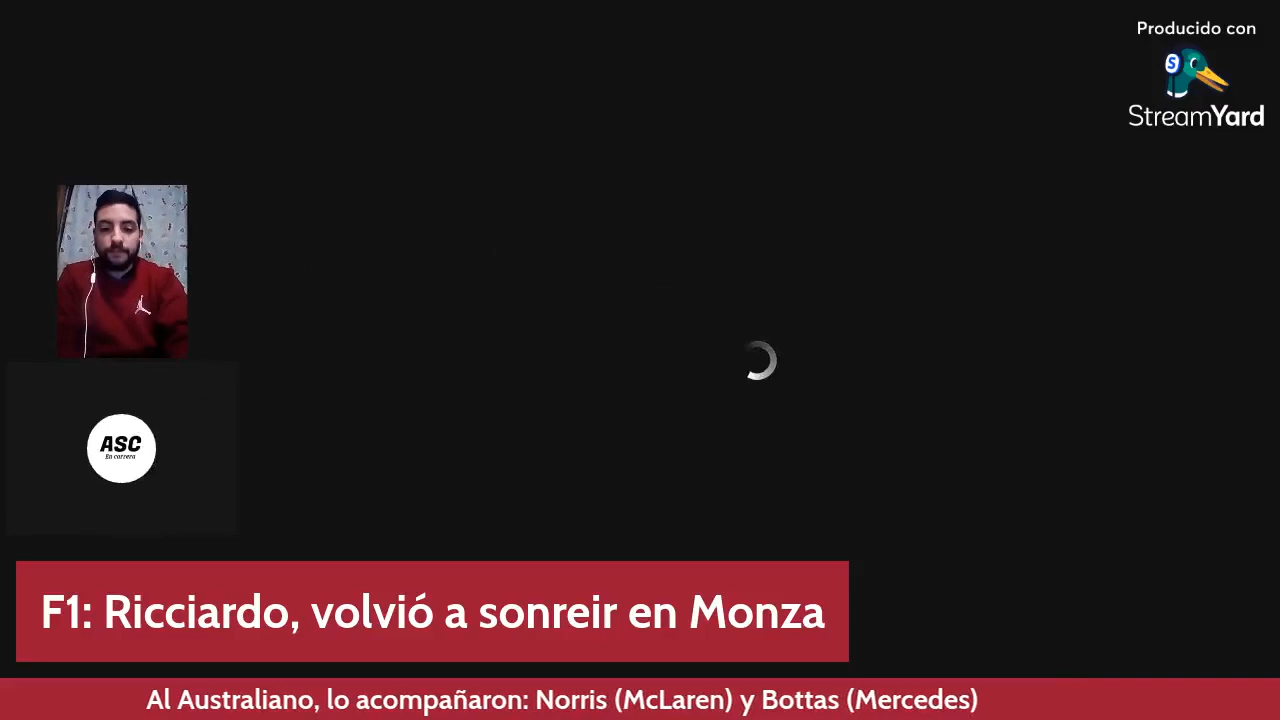 Producido con
S
StreamYard
ASC
En carrera
F1: Ricciardo, volvió a sonreir en Monza
Al Australiano, lo acompañaron: Norris (McLaren) y Bottas (Mercedes)